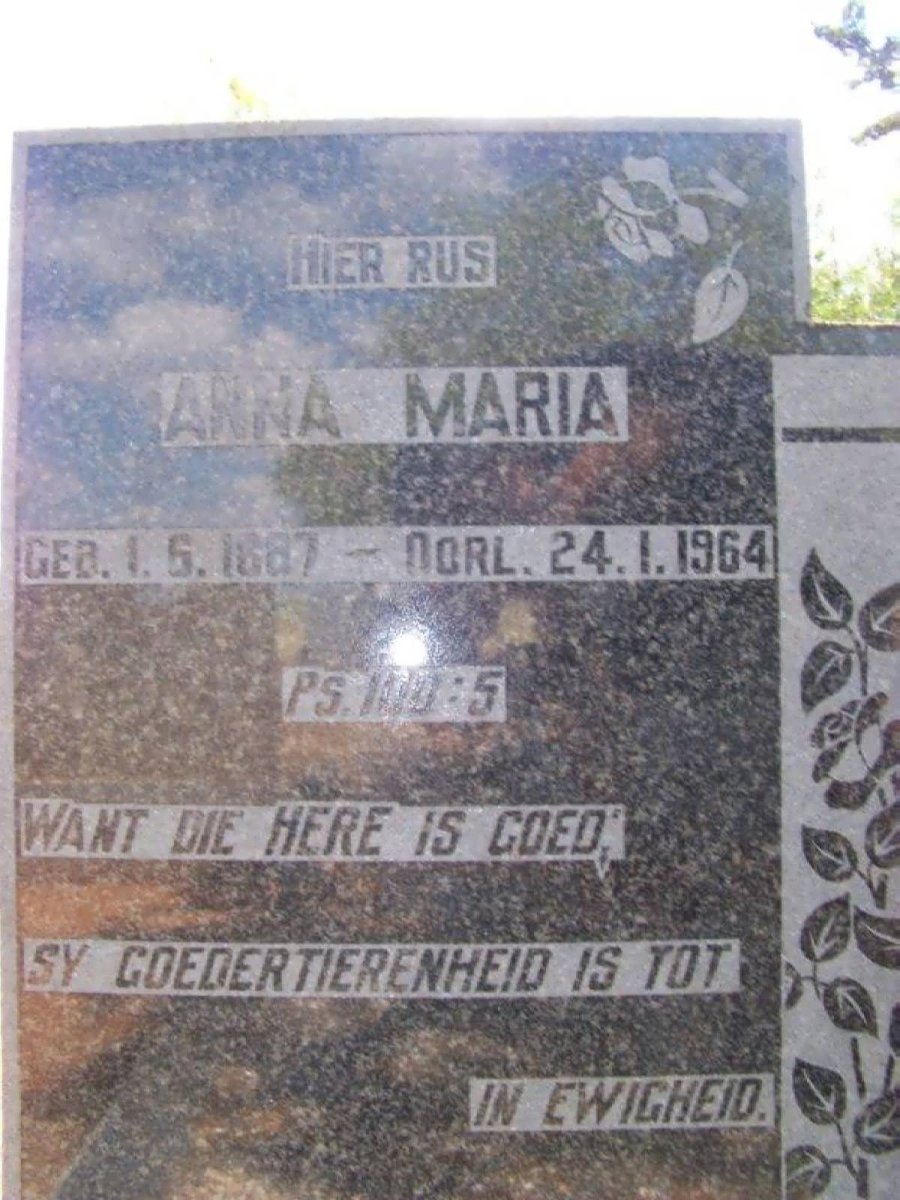 HIER RUS
ANNA MARIA
GEB. 1. 6. 1887 – OORL. 24. 1. 1964
Ps. 100:5
WANT DIE HERE IS GOED;
SY GOEDERTIERENHEID IS TOT
IN EWIGHEID.